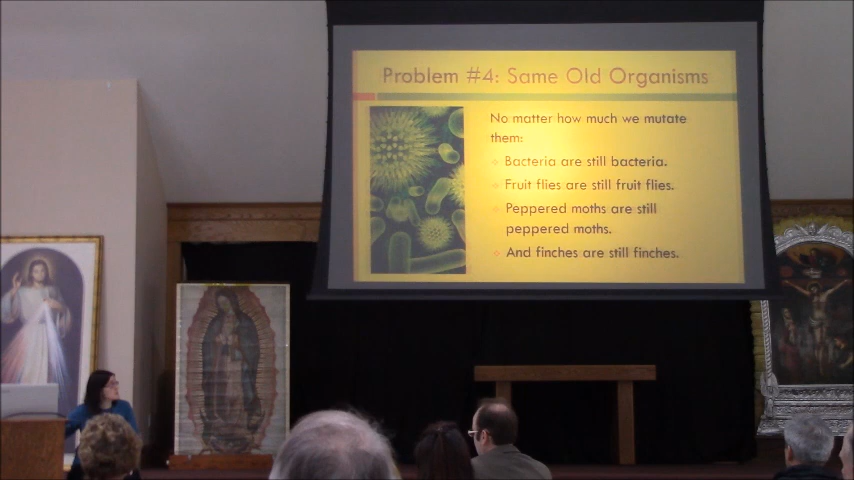 Problem #4: Same Old Organisms
No matter how much we mutate
them:
Bacteria are still bacteria.
Fruit flies are still fruit flies.
Peppered moths are still
peppered moths.
And finches are still finches.